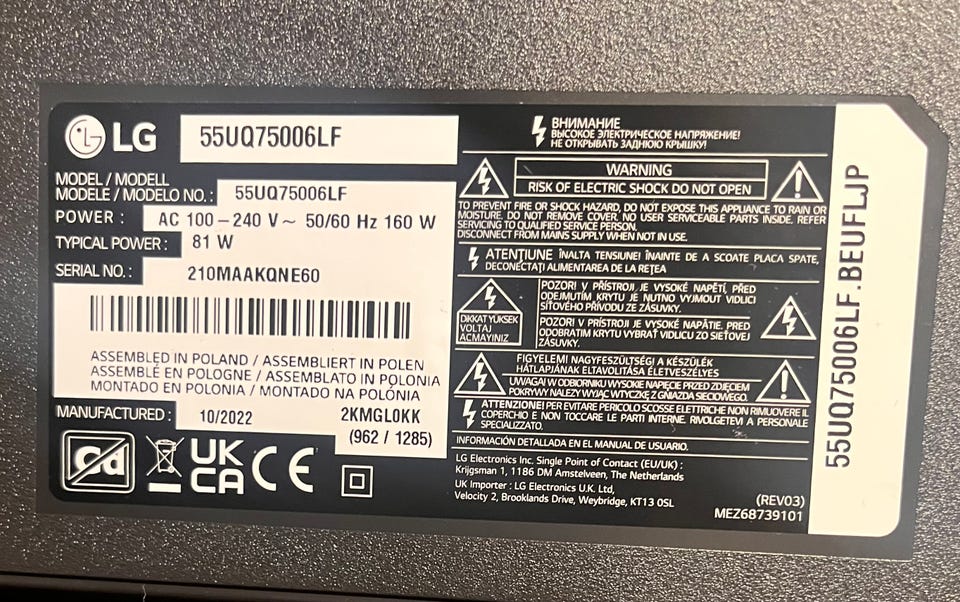 LG
55UQ75006LF
MODEL / MODELL
MODELE / MODELO NO.: 55UQ75006LF
POWER : AC 100 – 240 V ~ 50/60 Hz 160 W
TYPICAL POWER : 81 W
SERIAL NO.: 210MAAKQNE60
ASSEMBLED IN POLAND / ASSEMBLIERT IN POLEN
ASSEMBLÉ EN POLOGNE / ASSEMBLATO IN POLONIA
MONTADO EN POLONIA / MONTADO NA POLÓNIA
MANUFACTURED : 10/2022 2KMGL0KK
(962 / 1285)
Cd
UK
CA CE
ВНИМАНИЕ
ВЫСОКОЕ ЭЛЕКТРИЧЕСКОЕ НАПРЯЖЕНИЕ!
НЕ ОТКРЫВАТЬ ЗАДНЮЮ КРЫШКУ!
WARNING
RISK OF ELECTRIC SHOCK DO NOT OPEN
TO PREVENT FIRE OR SHOCK HAZARD, DO NOT EXPOSE THIS APPLIANCE TO RAIN OR
MOISTURE. DO NOT REMOVE COVER. NO USER SERVICEABLE PARTS INSIDE. REFER
SERVICING TO QUALIFIED SERVICE PERSON.
DISCONNECT FROM MAINS SUPPLY WHEN NOT IN USE.
ATENȚIUNE ÎNALTA TENSIUNE! ÎNAINTE DE A SCOATE PLACA SPATE,
DECONECTAȚI ALIMENTAREA DE LA REȚEA
DIKKAT YUKSEK
VOLTAJ
ACMAYINIZ
POZOR! V PŘÍSTROJI JE VYSOKÉ NAPĚTÍ, PŘED
ODEJMUTÍM KRYTU JE NUTNO VYJMOUT VIDLICI
SÍŤOVÉHO PŘÍVODU ZE ZÁSUVKY.
POZOR! V PRÍSTROJI JE VYSOKÉ NAPÄTIE. PRED
ODOBRATIM KRYTU VYBRAŤ VIDLICU ZO SIEŤOVEJ
ZÁSUVKY.
FIGYELEM! NAGYFESZÜLTSÉG! A KÉSZÜLÉK
HÁTLAPJÁNAK ELTAVOLÍTÁSA ÉLETVESZÉLYES
UWAGA! W ODBIORNIKU WYSOKIE NAPIĘCIE PRZED ZDJĘCIEM
POKRYWY NALEŻY WYJĄĆ WTYCZKĘ Z GNIAZDA SIECIOWEGO.
ATTENZIONE! PER EVITARE PERICOLO SCOSSE ELETTRICHE NON RIMUOVERE IL
COPERCHIO E NON TOCCARE LE PARTI INTERNE. RIVOLGETEVI A PERSONALE
SPECIALIZZATO.
INFORMACIÓN DETALLADA EN EL MANUAL DE USUARIO.
LG Electronics Inc. Single Point of Contact (EU/UK) :
Krijgsman 1, 1186 DM Amstelveen, The Netherlands
UK Importer : LG Electronics U.K. Ltd,
Velocity 2, Brooklands Drive, Weybridge, KT13 0SL
(REV03)
MEZ68739101
55UQ75006LF.BEUFLJP